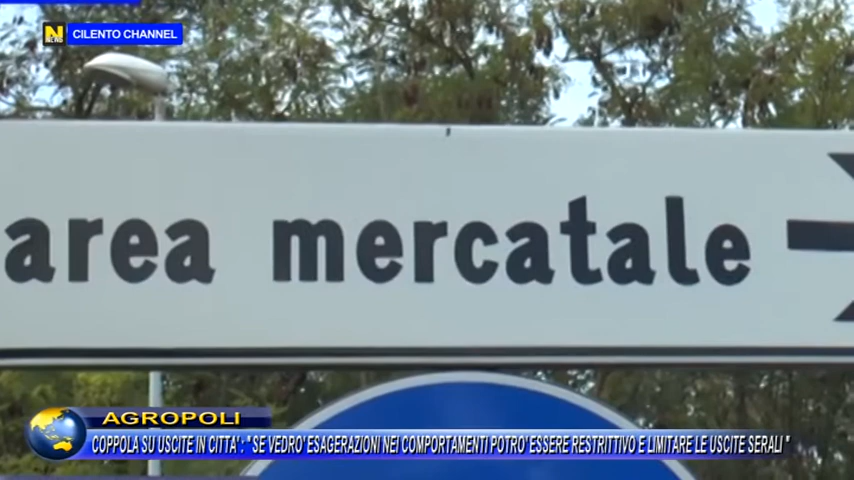 N
NEWS
CILENTO CHANNEL
area mercatale
AGROPOLI
COPPOLA SU USCITE IN CITTA' : " SE VEDRO' ESAGERAZIONI NEI COMPORTAMENTI POTRO' ESSERE RESTRITTIVO E LIMITARE LE USCITE SERALI "